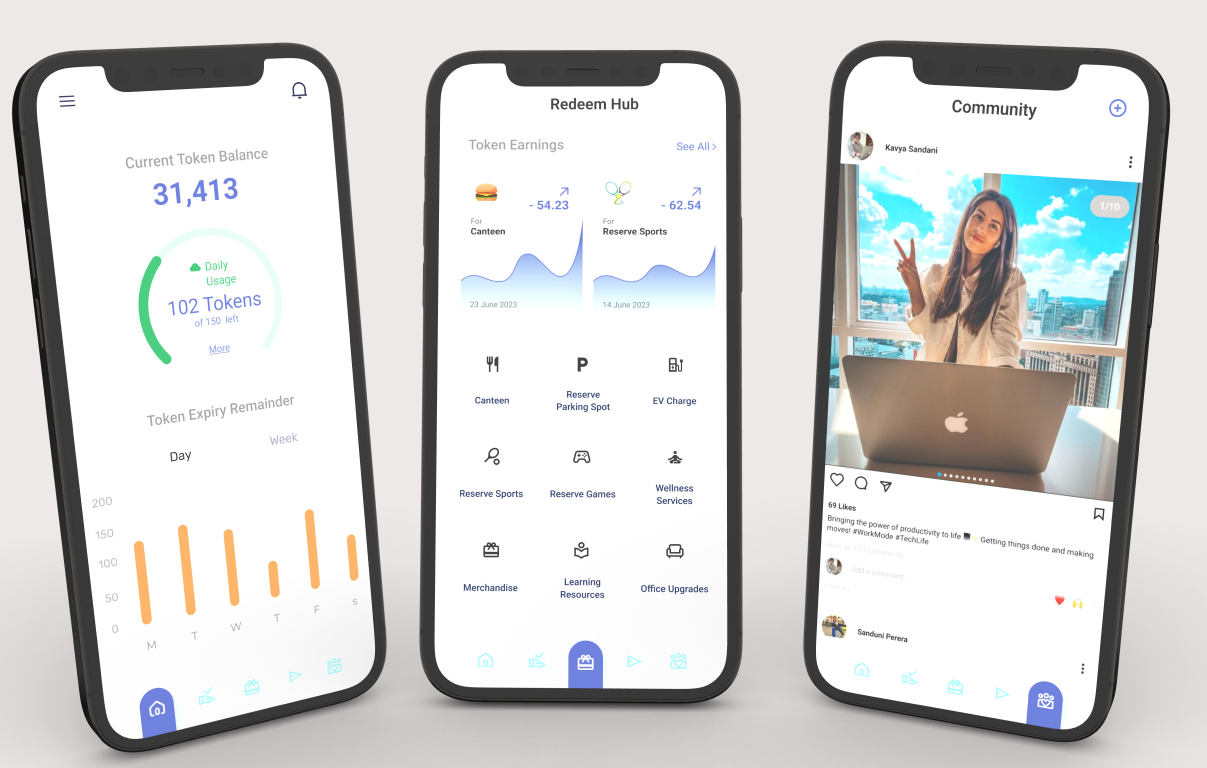 Current Token Balance
31,413
Daily
Usage
102 Tokens
of 150 left
More
Token Expiry Remainder
Day
Week
200
150
100
50
0
M
T
W
T
F
s
Redeem Hub
Token Earnings
See All >
- 54.23
For
Canteen
23 June 2023
- 62.54
For
Reserve Sports
14 June 2023
Canteen
P
Reserve
Parking Spot
EV Charge
Reserve Sports
Reserve Games
Wellness
Services
Merchandise
Learning
Resources
Office Upgrades
Community
Kavya Sandani
1/10
69 Likes
Bringing the power of productivity to life Getting things done and making
moves! #WorkMode #TechLife
Add a comment...
Sanduni Perera